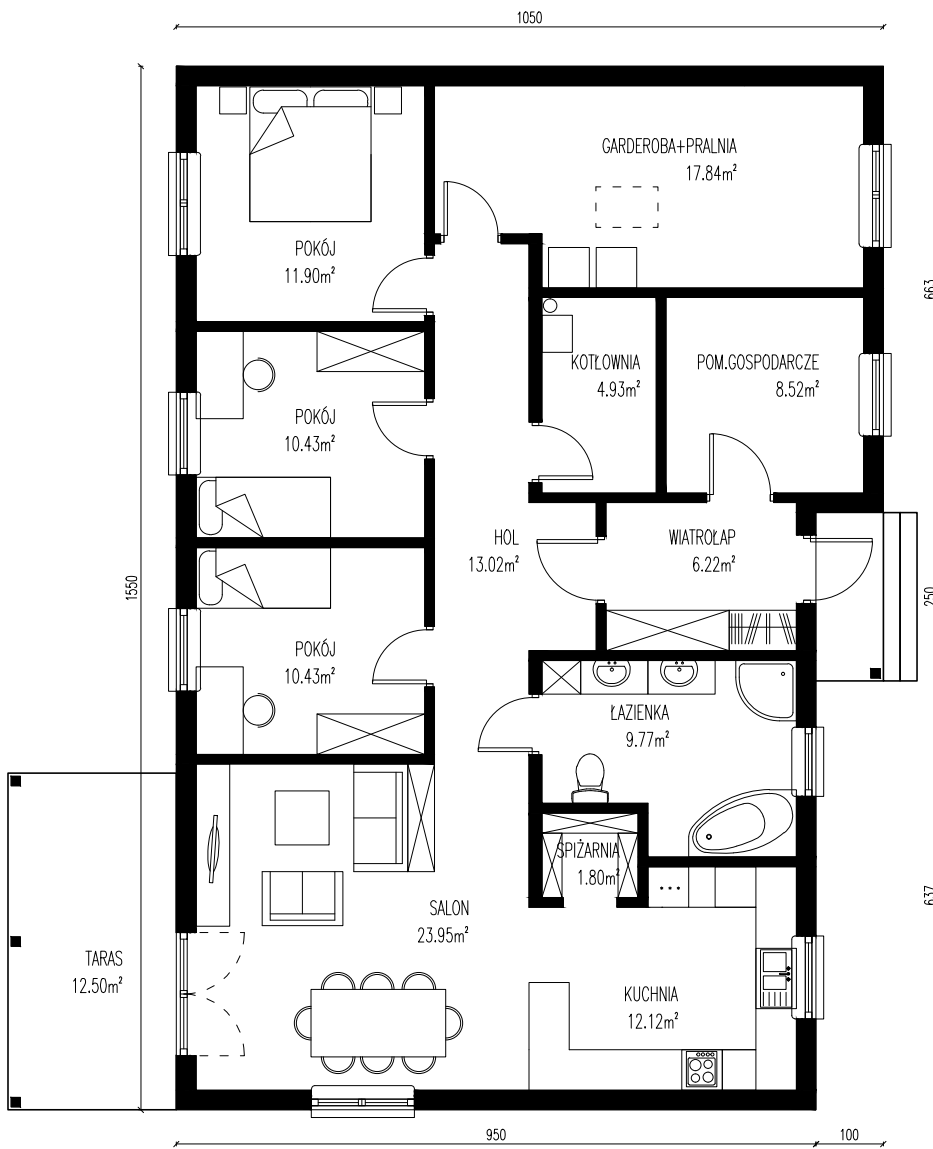 1050
GARDEROBA+PRALNIA
17.84m²
POKÓJ
11.90m²
663
KOTŁOWNIA
4.93m²
POM.GOSPODARCZE
8.52m²
POKÓJ
10.43m²
HOL
13.02m²
WIATROŁAP
6.22m²
1550
250
POKÓJ
10.43m²
ŁAZIENKA
9.77m²
SPIŻARNIA
1.80m²
637
SALON
23.95m²
TARAS
12.50m²
KUCHNIA
12.12m²
950
100